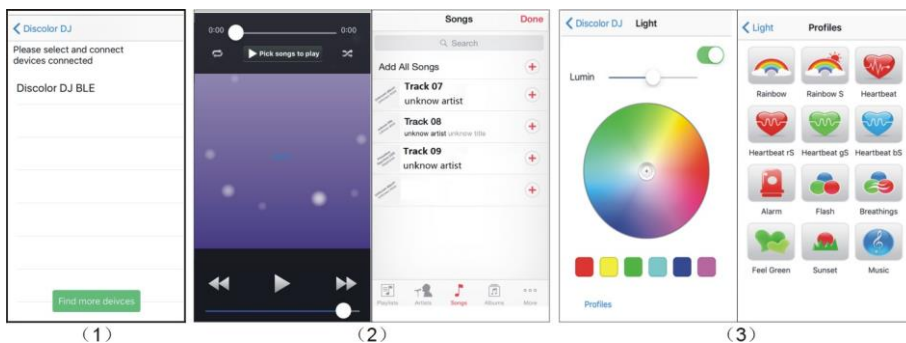 Discolor DJ
Please select and connect
devices connected
Discolor DJ BLE
Find more deivces
(1)
0:00
0:00
Pick songs to play
Songs
Done
Search
Add All Songs
Track 07
unknow artist
Track 08
unknow artist unknow title
Track 09
unknow artist
Playlists Artists Songs Albums More
(2)
Discolor DJ
Light
Lumin
Profiles
Light
Profiles
Rainbow Rainbow S Heartbeat
Heartbeat rS Heartbeat gS Heartbeat bS
Alarm Flash Breathings
Feel Green Sunset Music
(3)